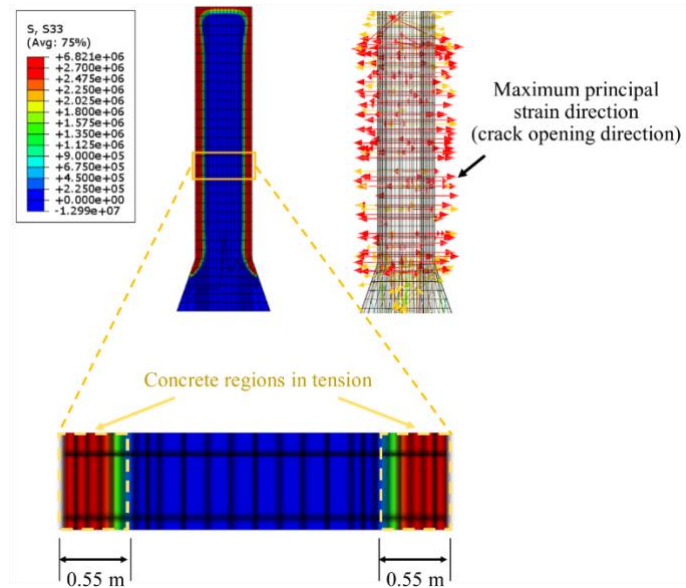 S, S33
(Avg: 75%)
+6.821e+06
+2.700e+06
+2.475e+06
+2.250e+06
+2.025e+06
+1.800e+06
+1.575e+06
+1.350e+06
+1.125e+06
+9.000e+05
+6.750e+05
+4.500e+05
+2.250e+05
+0.000e+00
-1.299e+07
Maximum principal
strain direction
(crack opening direction)
Concrete regions in tension
0.55 m
0.55 m